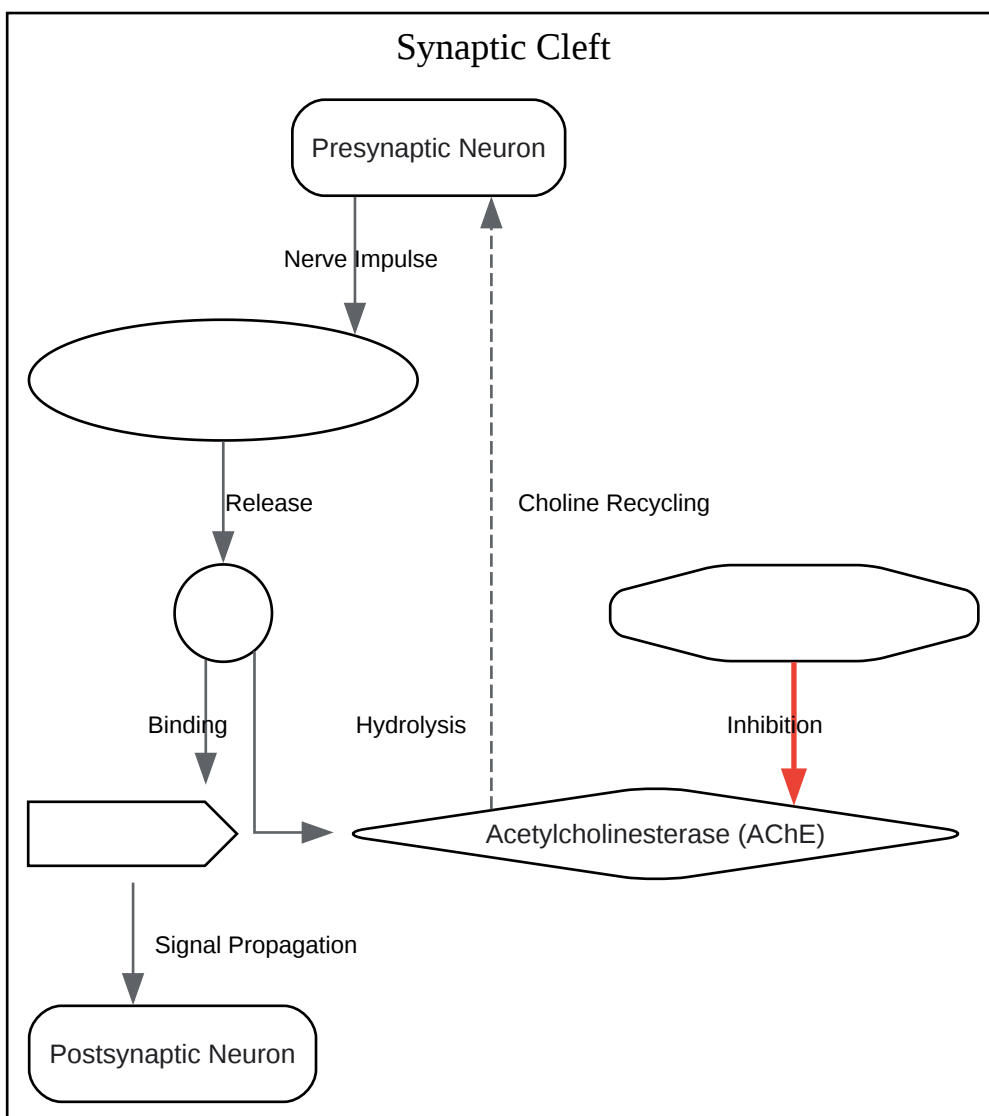 Synaptic Cleft
Presynaptic Neuron
Nerve Impulse
Release
Choline Recycling
Binding
Hydrolysis
Inhibition
Acetylcholinesterase (AChE)
Signal Propagation
Postsynaptic Neuron